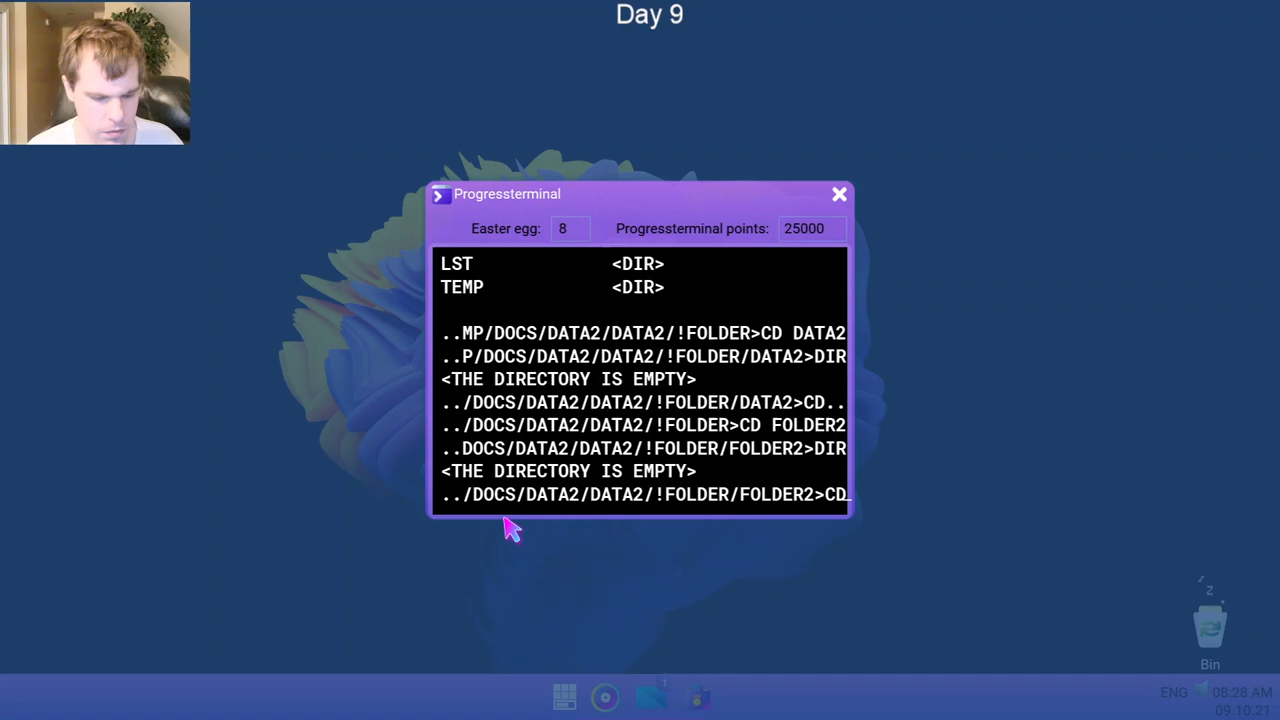 Day 9
Progressterminal
Easter egg: 8 Progressterminal points: 25000
LST <DIR>
TEMP <DIR>
..MP/DOCS/DATA2/DATA2/!FOLDER>CD DATA2
..P/DOCS/DATA2/DATA2/!FOLDER/DATA2>DIR
<THE DIRECTORY IS EMPTY>
../DOCS/DATA2/DATA2/!FOLDER/DATA2>CD..
../DOCS/DATA2/DATA2/!FOLDER>CD FOLDER2
..DOCS/DATA2/DATA2/!FOLDER/FOLDER2>DIR
<THE DIRECTORY IS EMPTY>
../DOCS/DATA2/DATA2/!FOLDER/FOLDER2>CD_
z
Bin
1
ENG 08:28 AM
09.10.21